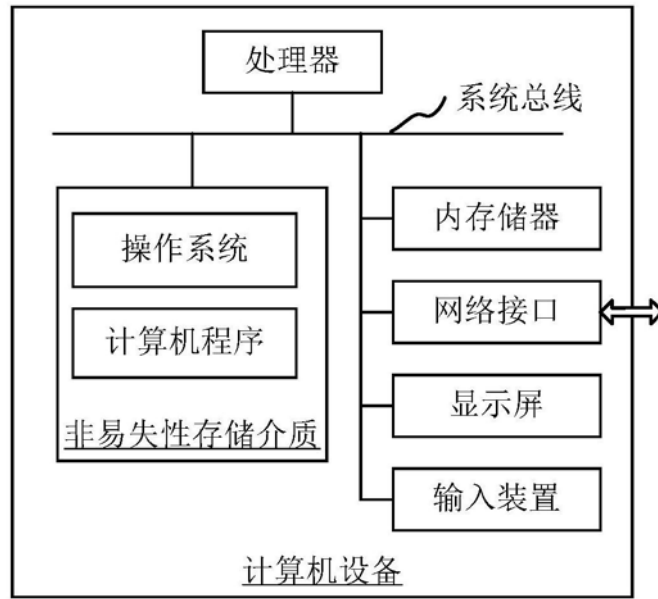 处理器
系统总线
操作系统
计算机程序
非易失性存储介质
内存储器
网络接口
显示屏
输入装置
计算机设备